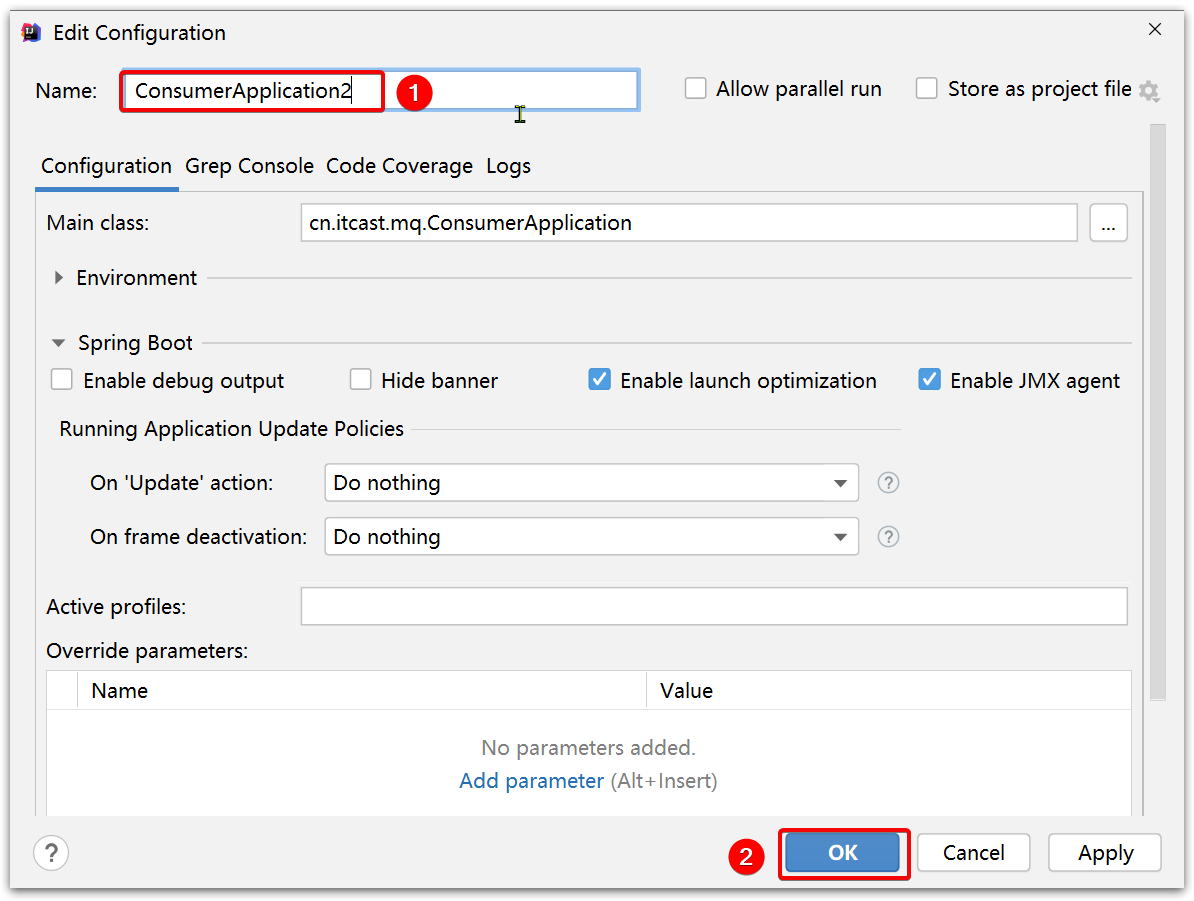 Edit Configuration
Name: ConsumerApplication2 1 Allow parallel run Store as project file
Configuration Grep Console Code Coverage Logs
Main class: cn.itcast.mq.ConsumerApplication ...
Environment
Spring Boot
Enable debug output Hide banner Enable launch optimization Enable JMX agent
Running Application Update Policies
On 'Update' action: Do nothing ?
On frame deactivation: Do nothing ?
Active profiles:
Override parameters:
Name Value
No parameters added.
Add parameter (Alt+Insert)
? 2 OK Cancel Apply